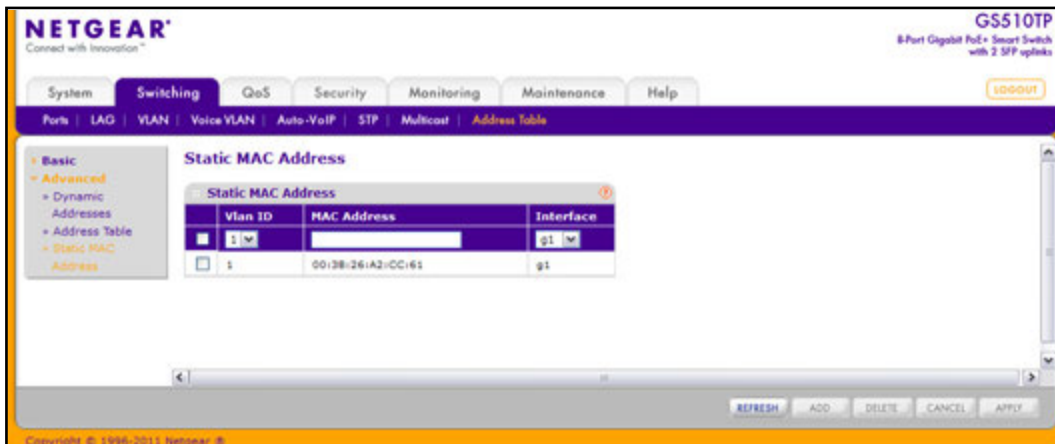 NETGEAR®
Connect with Innovation™
GS510TP
8-Port Gigabit PoE+ Smart Switch
with 2 SFP uplinks
System Switching QoS Security Monitoring Maintenance Help
LOGOUT
Ports | LAG | VLAN | Voice VLAN | Auto-VoIP | STP | Multicast | Address Table
Basic
Advanced
» Dynamic
Addresses
» Address Table
» Static MAC
Address
Static MAC Address
Static MAC Address
Vlan ID MAC Address Interface
1 g1
1 00:38:26:A2:CC:61 g1
REFRESH ADD DELETE CANCEL APPLY
Copyright © 1996-2011 Netgear ®